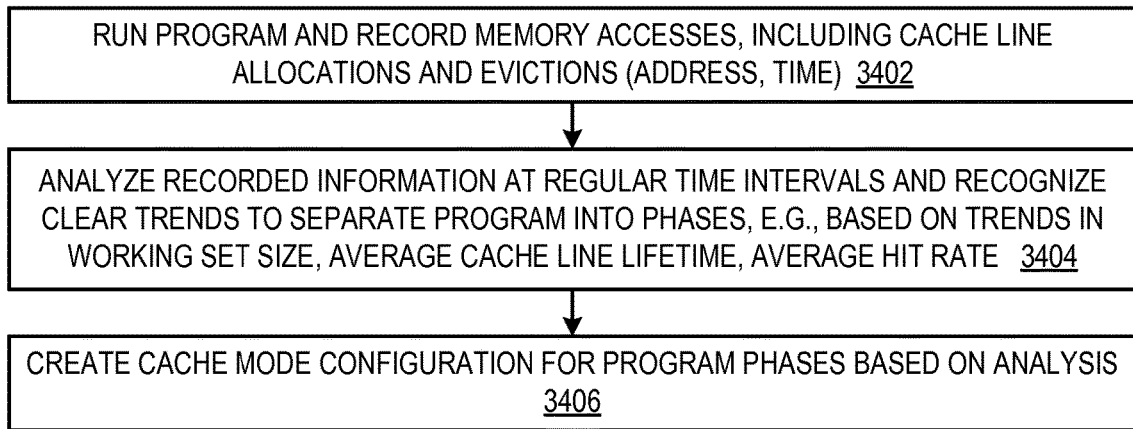 RUN PROGRAM AND RECORD MEMORY ACCESSES, INCLUDING CACHE LINE
ALLOCATIONS AND EVICTIONS (ADDRESS, TIME) 3402
ANALYZE RECORDED INFORMATION AT REGULAR TIME INTERVALS AND RECOGNIZE
CLEAR TRENDS TO SEPARATE PROGRAM INTO PHASES, E.G., BASED ON TRENDS IN
WORKING SET SIZE, AVERAGE CACHE LINE LIFETIME, AVERAGE HIT RATE 3404
CREATE CACHE MODE CONFIGURATION FOR PROGRAM PHASES BASED ON ANALYSIS
3406